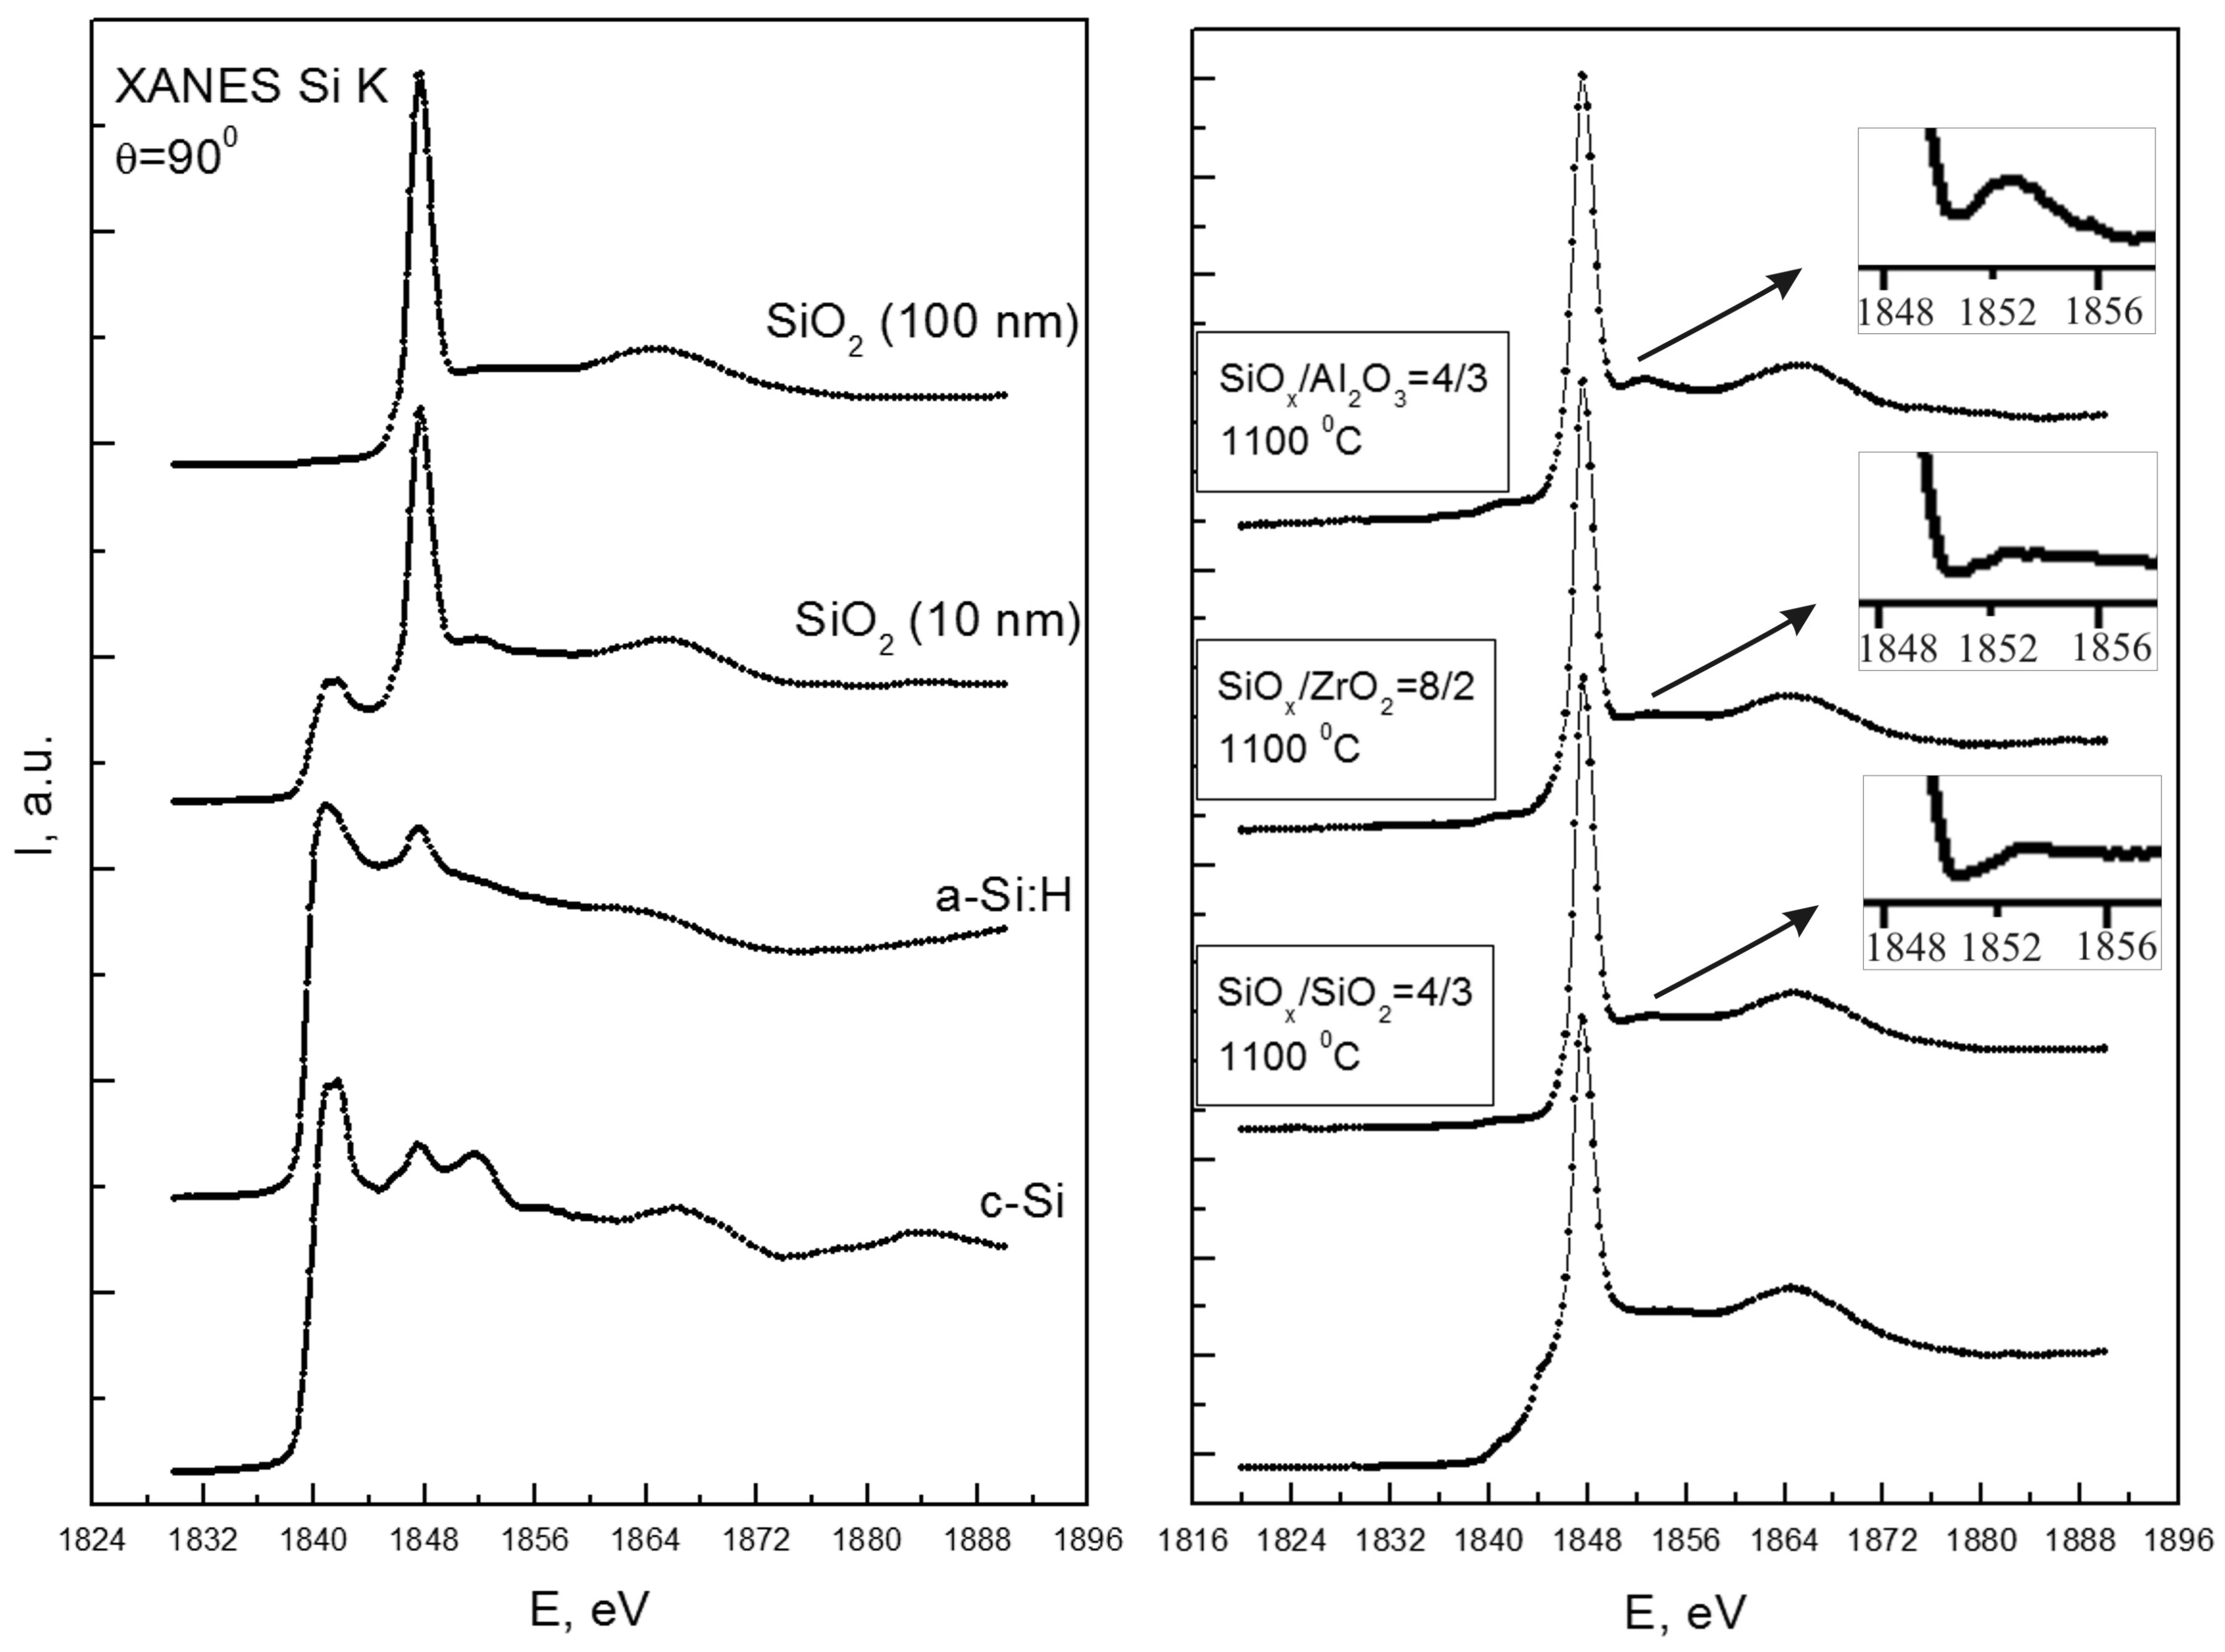 XANES Si K
θ=90⁰
SiO₂ (100 nm)
SiO₂ (10 nm)
a-Si:H
c-Si
I, a.u.
1824 1832 1840 1848 1856 1864 1872 1880 1888 1896
E, eV
SiOₓ/Al₂O₃=4/3
1100 ⁰C
1848 1852 1856
SiOₓ/ZrO₂=8/2
1100 ⁰C
1848 1852 1856
SiOₓ/SiO₂=4/3
1100 ⁰C
1848 1852 1856
1816 1824 1832 1840 1848 1856 1864 1872 1880 1888 1896
E, eV